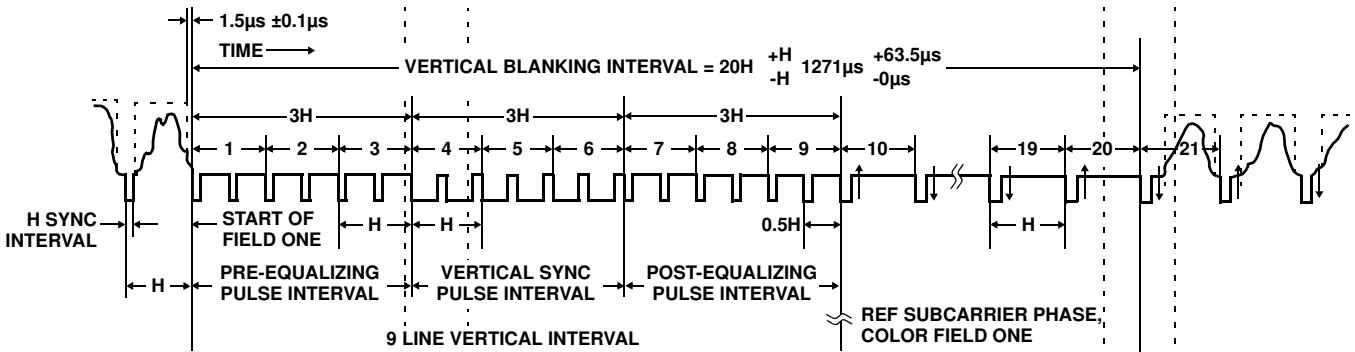 1.5µs ±0.1µs
TIME
VERTICAL BLANKING INTERVAL = 20H +H -H 1271µs +63.5µs -0µs
3H 3H 3H
1 2 3 4 5 6 7 8 9 10 19 20 21
H SYNC INTERVAL
START OF FIELD ONE
H H 0.5H H
H
PRE-EQUALIZING PULSE INTERVAL
VERTICAL SYNC PULSE INTERVAL
POST-EQUALIZING PULSE INTERVAL
REF SUBCARRIER PHASE, COLOR FIELD ONE
9 LINE VERTICAL INTERVAL